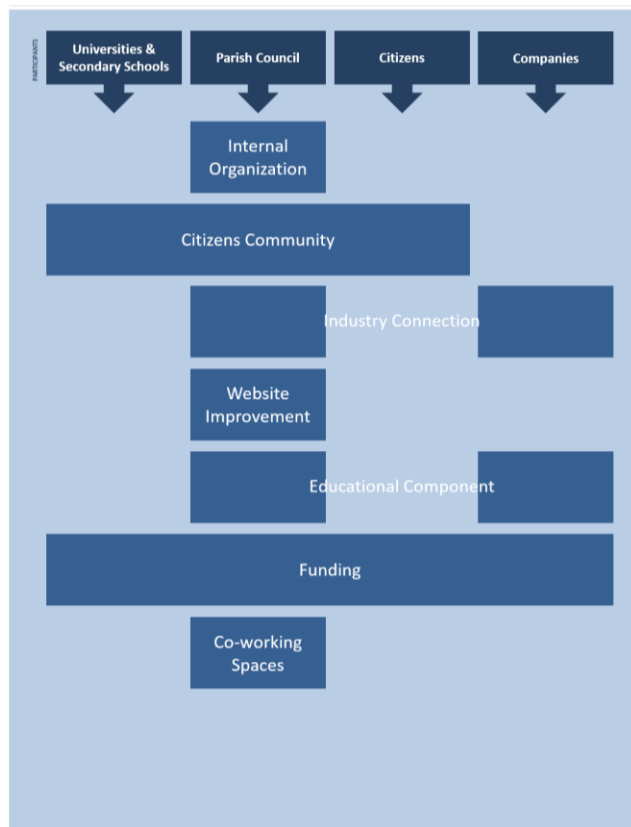 PARTICIPANTS
Universities &
Secondary Schools
Parish Council
Citizens
Companies
Internal
Organization
Citizens Community
Industry Connection
Website
Improvement
Educational Component
Funding
Co-working
Spaces